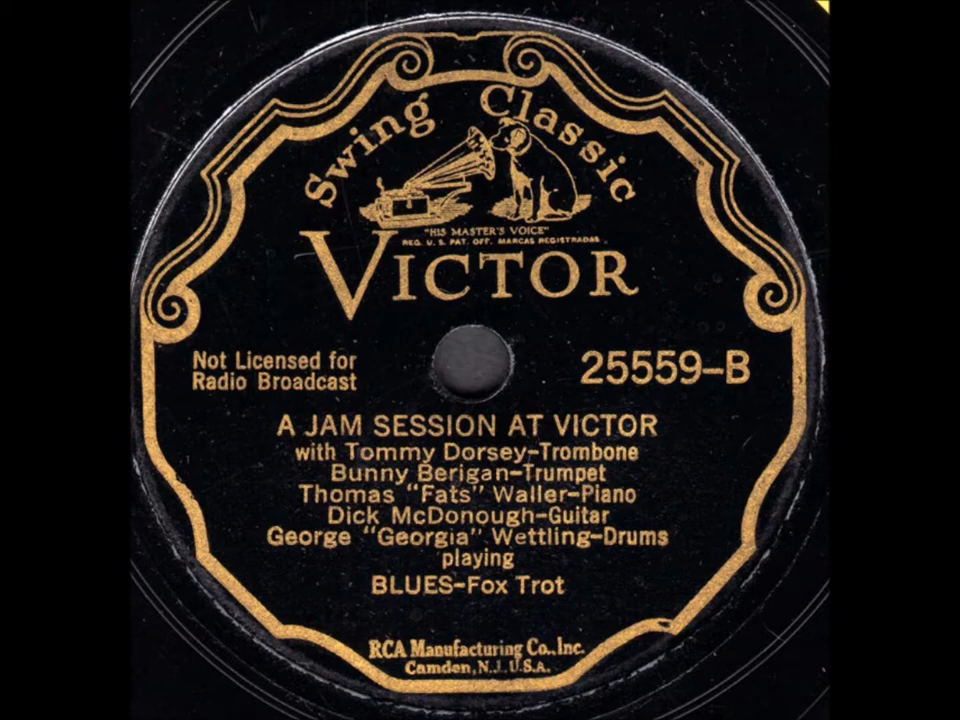 Swing Classic
"HIS MASTER'S VOICE"
REG. U. S. PAT. OFF. MARCAS REGISTRADAS
VICTOR
Not Licensed for
Radio Broadcast
25559-B
A JAM SESSION AT VICTOR
with Tommy Dorsey-Trombone
Bunny Berigan-Trumpet
Thomas "Fats" Waller-Piano
Dick McDonough-Guitar
George "Georgia" Wettling-Drums
playing
BLUES-Fox Trot
RCA Manufacturing Co., Inc.
Camden, N.J. U.S.A.